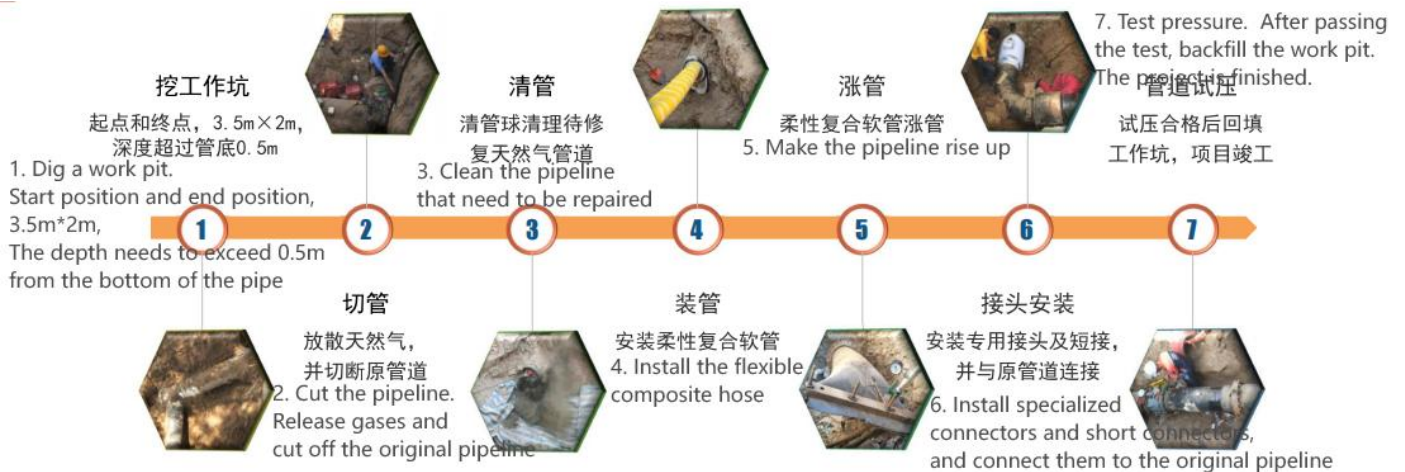 挖工作坑
起点和终点，3.5m×2m，
深度超过管底0.5m
1. Dig a work pit.
Start position and end position,
3.5m*2m,
The depth needs to exceed 0.5m
from the bottom of the pipe
1
切管
放散天然气，
并切断原管道
2. Cut the pipeline.
Release gases and
cut off the original pipeline
2
清管
清管球清理待修
复天然气管道
3. Clean the pipeline
that need to be repaired
3
装管
安装柔性复合软管
4. Install the flexible
composite hose
4
涨管
柔性复合软管涨管
5. Make the pipeline rise up
5
接头安装
安装专用接头及短接，
并与原管道连接
6. Install specialized
connectors and short connectors,
and connect them to the original pipeline
6
7. Test pressure. After passing
the test, backfill the work pit.
The project is finished.
管道试压
试压合格后回填
工作坑，项目竣工
7